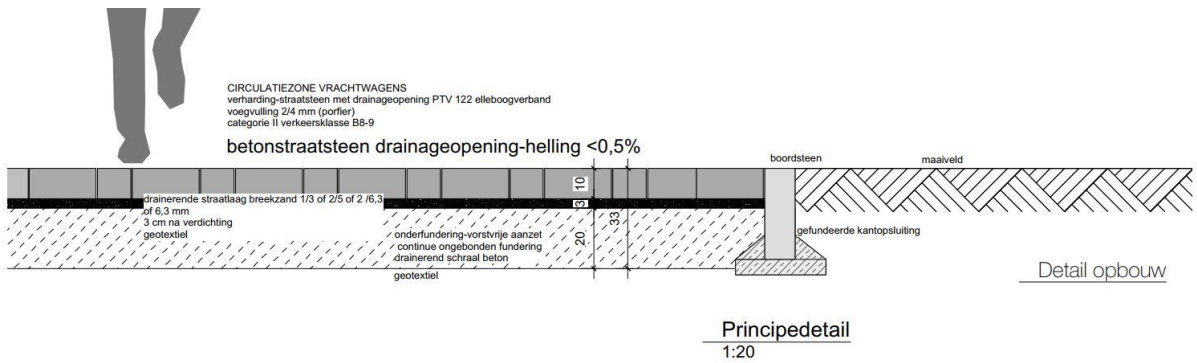 CIRCULATIEZONE VRACHTWAGENS
verharding-straatsteen met drainageopening PTV 122 elleboogverband
voegvulling 2/4 mm (porfier)
categorie II verkeersklasse B8-9
betonstraatsteen drainageopening-helling <0,5%
boordsteen
maaiveld
10
drainerende straatlaag breekzand 1/3 of 2/5 of 2 /6,3
of 6,3 mm
3 cm na verdichting
geotextiel
3
33
20
onderfundering-vorstvrije aanzet
continue ongebonden fundering
drainerend schraal beton
geotextiel
gefundeerde kantopsluiting
Detail opbouw
Principedetail
1:20